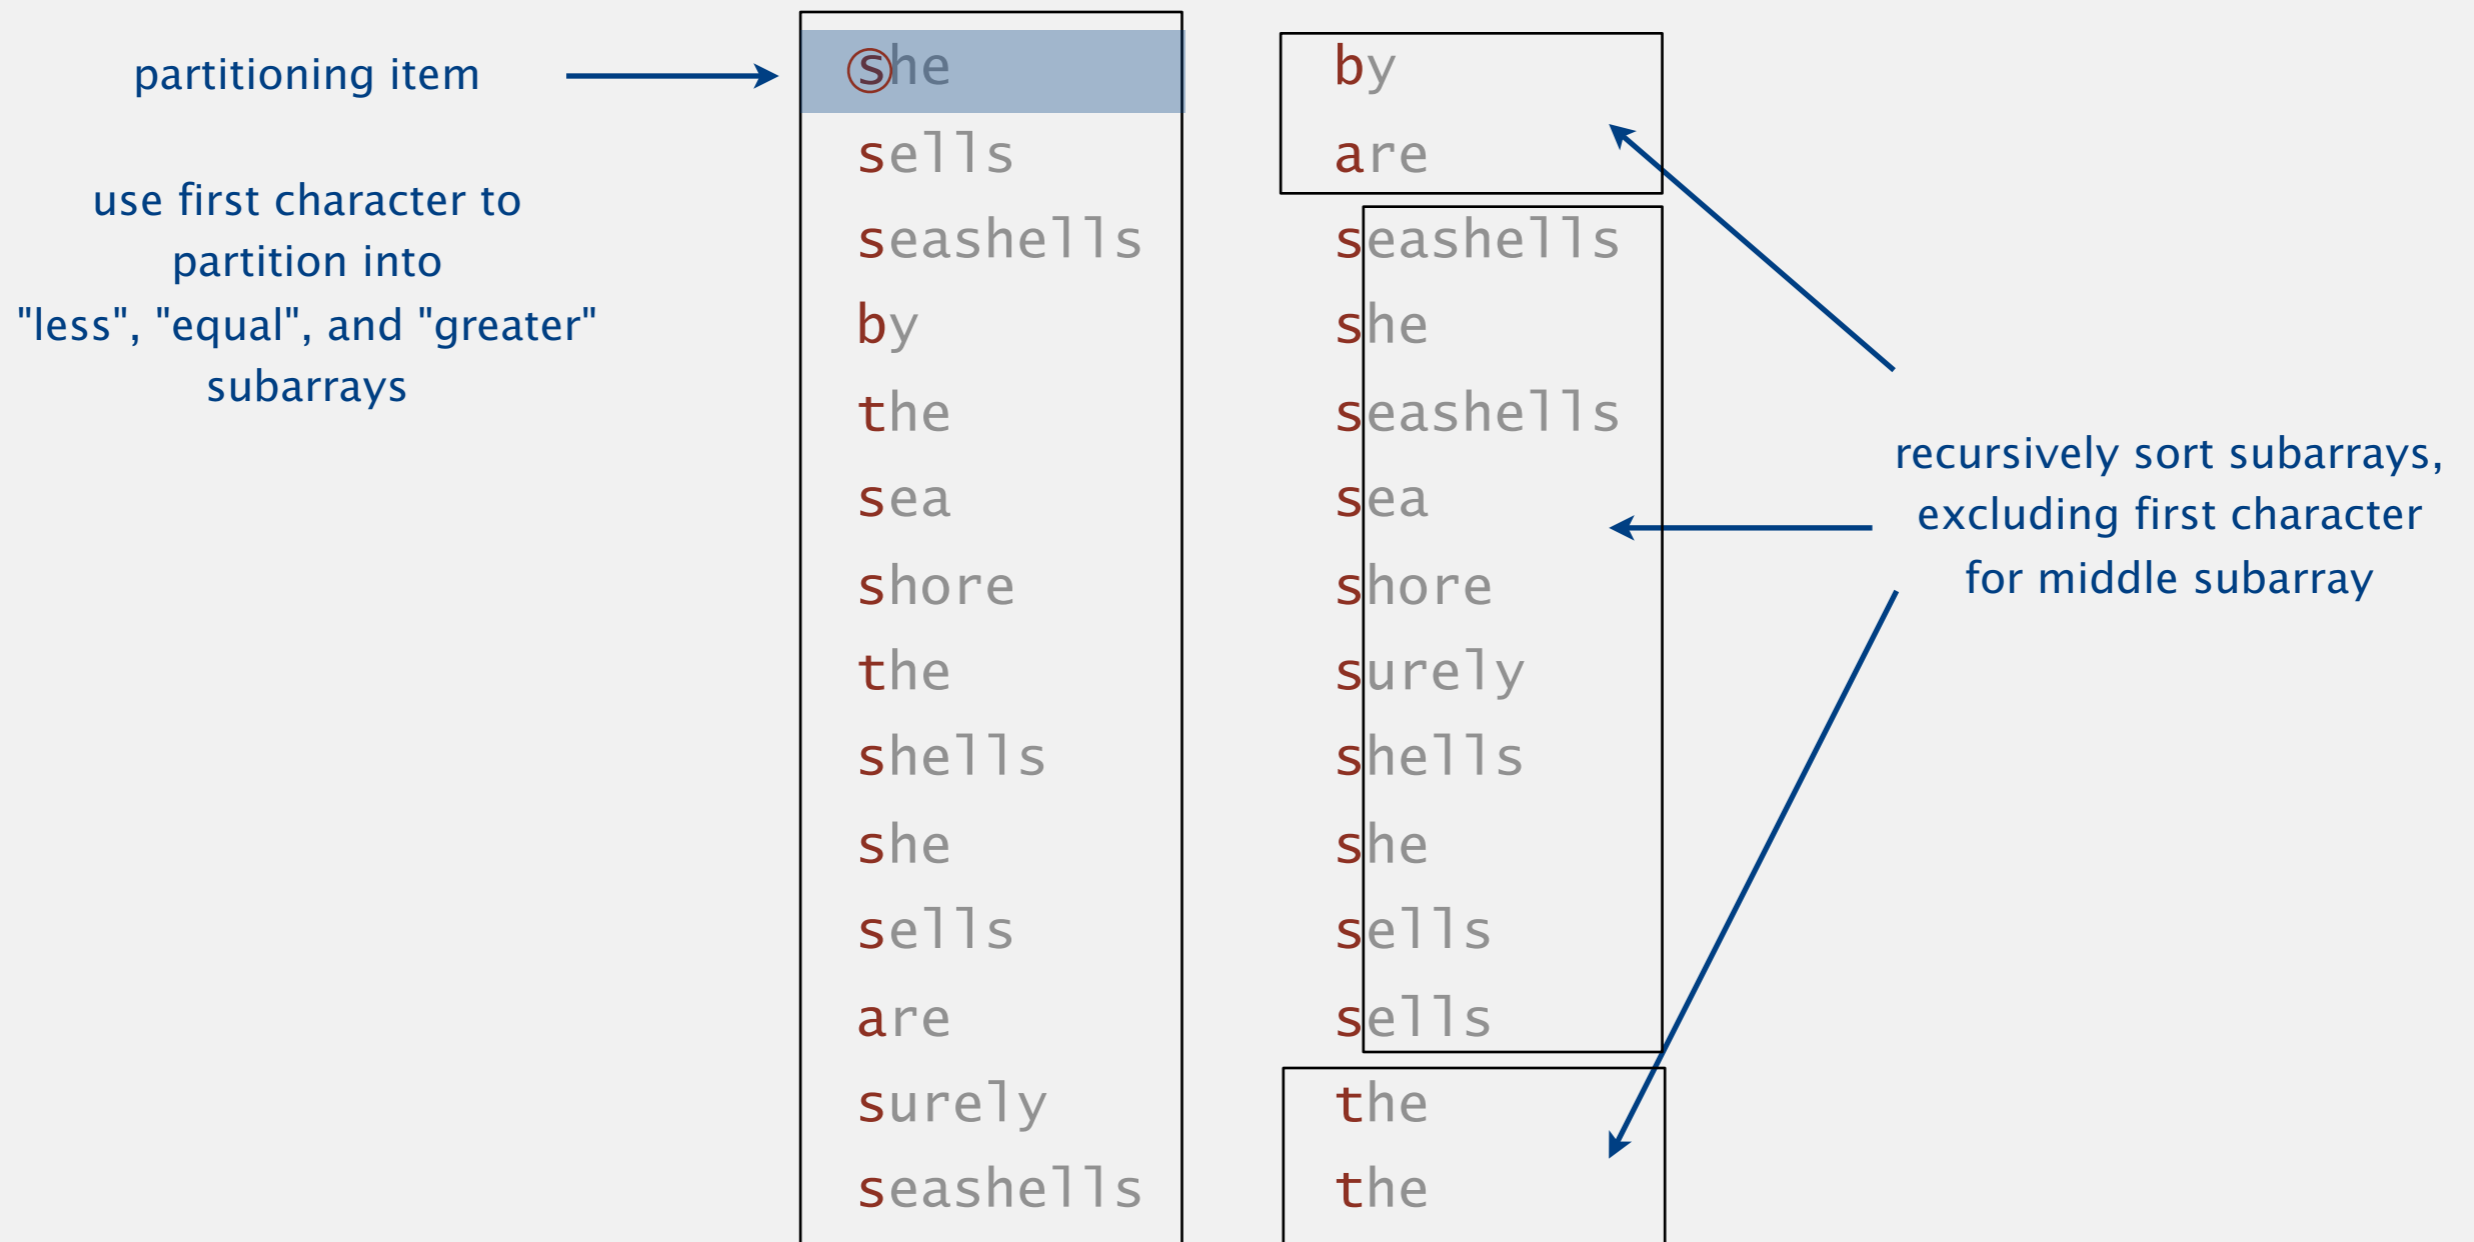 partitioning item
use first character to
partition into
"less", "equal", and "greater"
subarrays
she
sells
seashells
by
the
sea
shore
the
shells
she
sells
are
surely
seashells
by
are
seashells
she
seashells
sea
shore
surely
shells
she
sells
sells
the
the
recursively sort subarrays,
excluding first character
for middle subarray